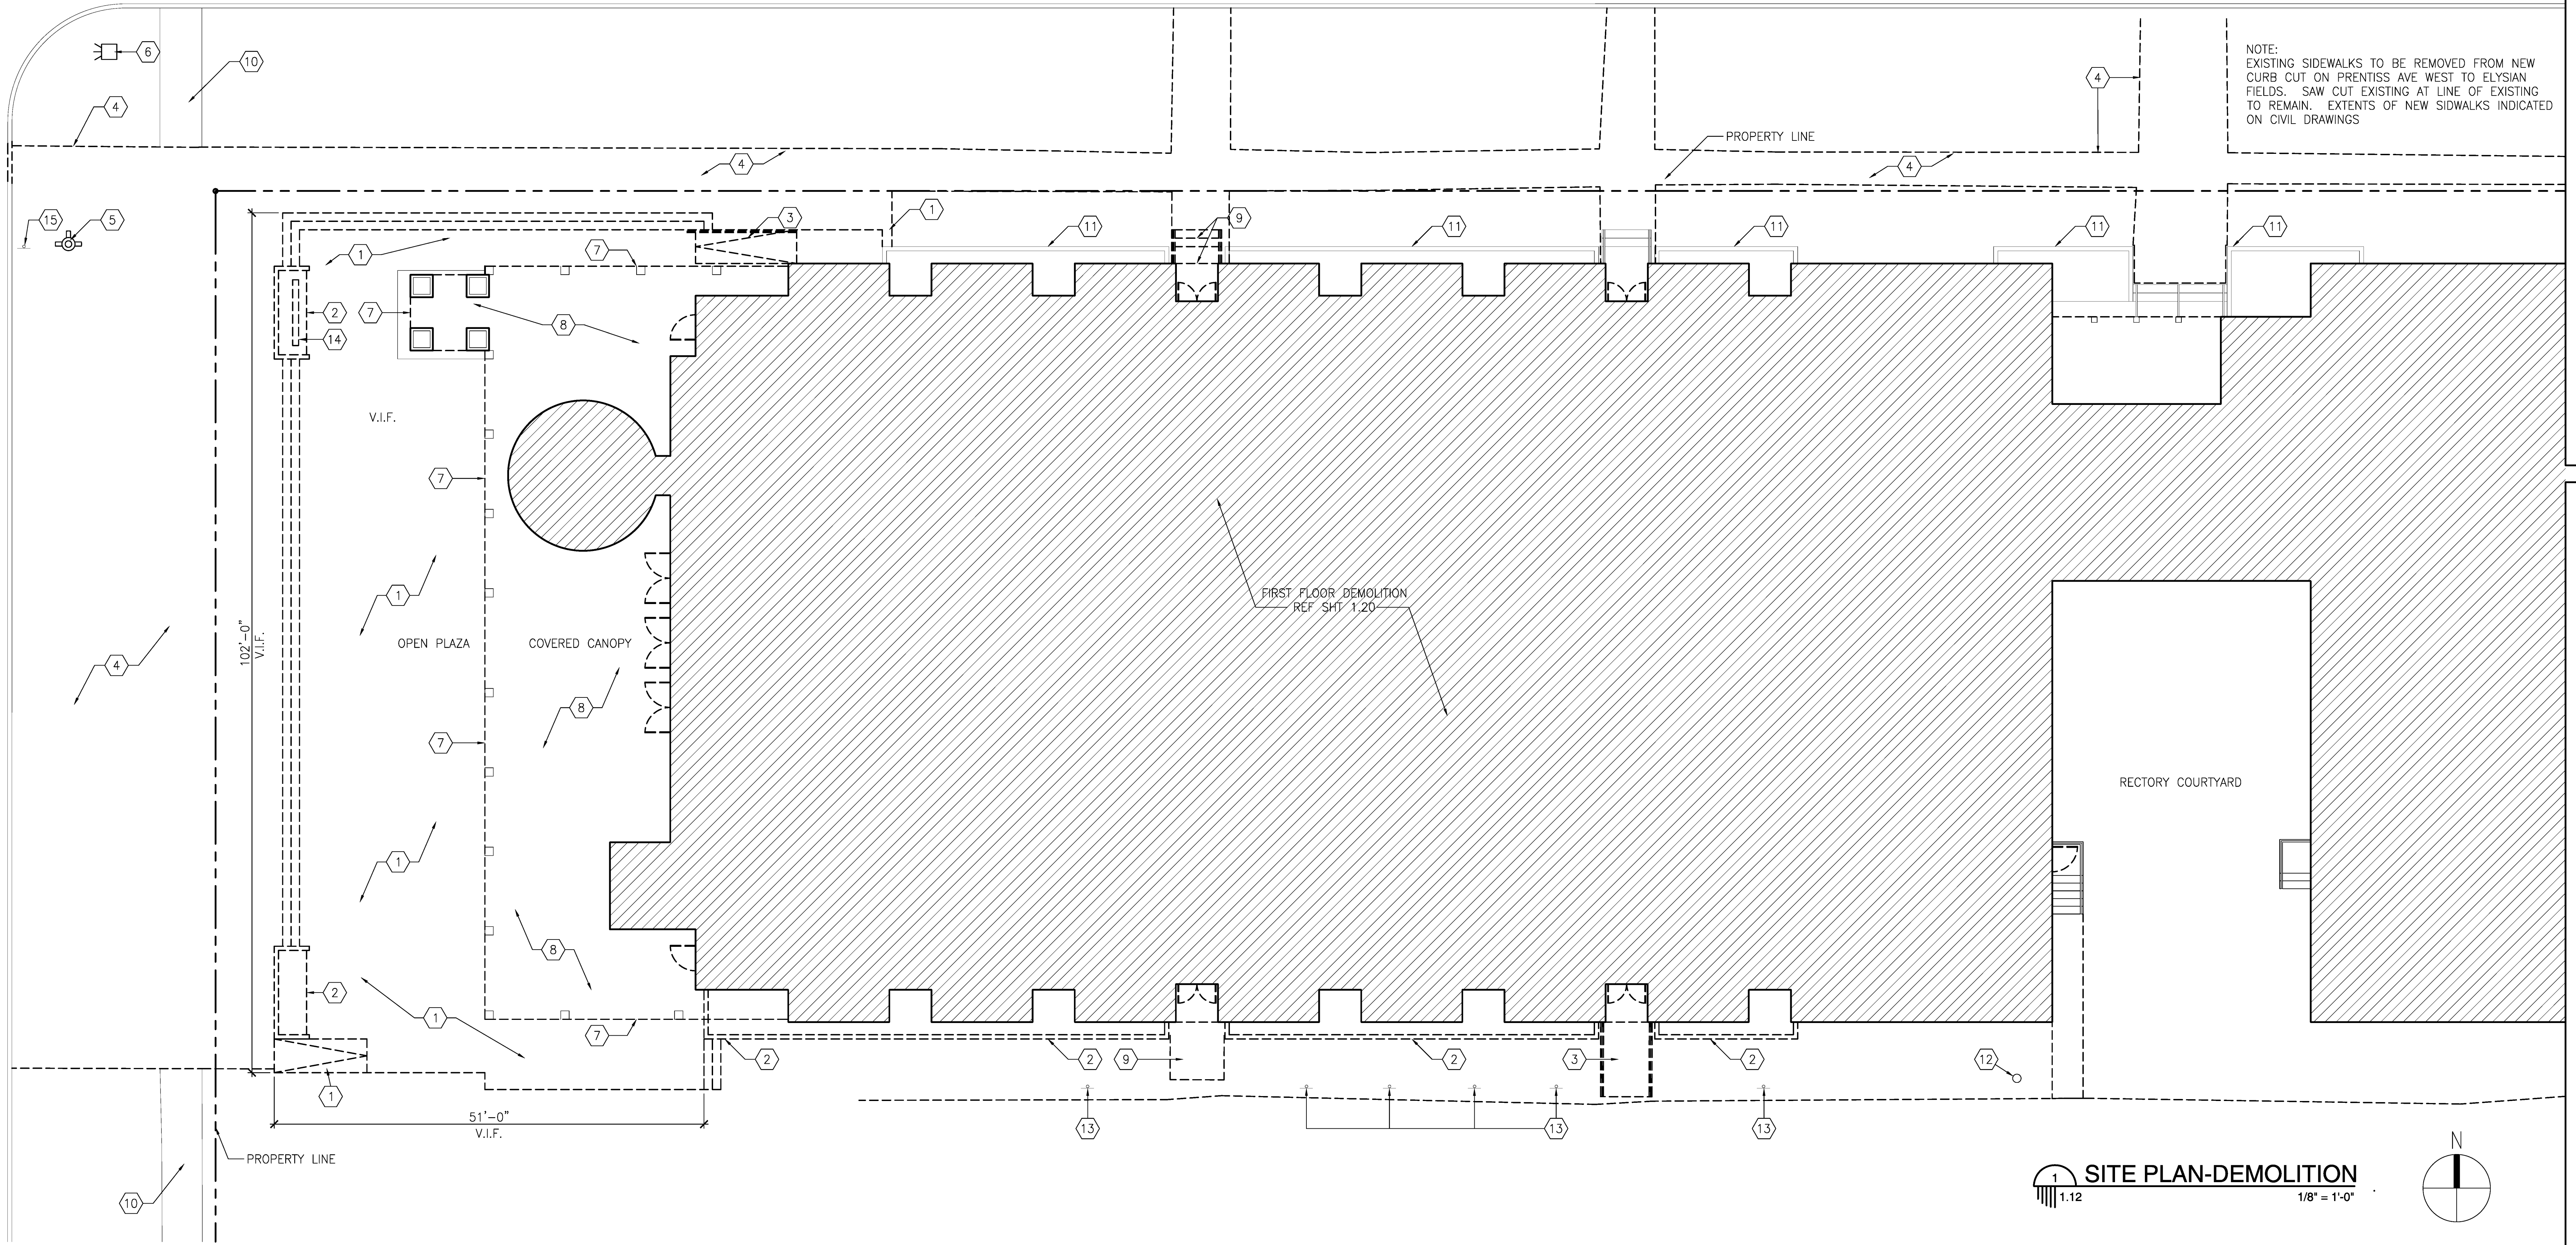 6
10
4
4
NOTE:
EXISTING SIDEWALKS TO BE REMOVED FROM NEW
CURB CUT ON PRENTISS AVE WEST TO ELYSIAN
FIELDS. SAW CUT EXISTING AT LINE OF EXISTING
TO REMAIN. EXTENTS OF NEW SIDWALKS INDICATED
ON CIVIL DRAWINGS
PROPERTY LINE
4
4
15
5
3
1
9
11
11
11
11
11
1
7
2
7
8
14
V.I.F.
7
1
FIRST FLOOR DEMOLITION
REF SHT 1.20
102'-0"
V.I.F.
OPEN PLAZA
COVERED CANOPY
4
8
7
RECTORY COURTYARD
1
8
2
1
7
2
2
9
2
3
2
12
1
51'-0"
V.I.F.
13
13
13
PROPERTY LINE
10
N
1
SITE PLAN-DEMOLITION
1.12
1/8" = 1'-0"